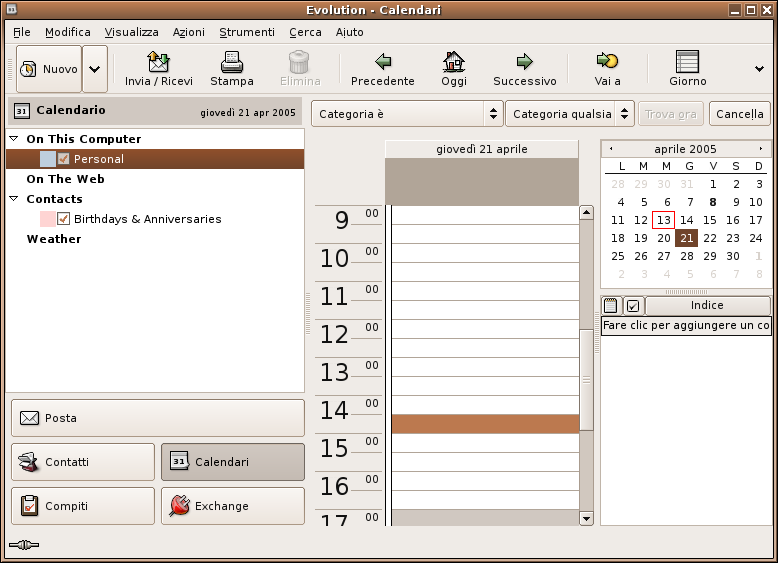 Evolution - Calendari
File Modifica Visualizza Azioni Strumenti Cerca Aiuto
Nuovo Invia / Ricevi Stampa Elimina Precedente Oggi Successivo Vai a Giorno
31 Calendario giovedì 21 apr 2005
Categoria è Categoria qualsia Trova ora Cancella
On This Computer
Personal
On The Web
Contacts
Birthdays & Anniversaries
Weather
Posta
Contatti
31 Calendari
Compiti
Exchange
giovedì 21 aprile
9 00
10 00
11 00
12 00
13 00
14 00
15 00
16 00
17 00
aprile 2005
L M M G V S D
28 29 30 31 1 2 3
4 5 6 7 8 9 10
11 12 13 14 15 16 17
18 19 20 21 22 23 24
25 26 27 28 29 30 1
2 3 4 5 6 7 8
Indice
Fare clic per aggiungere un co